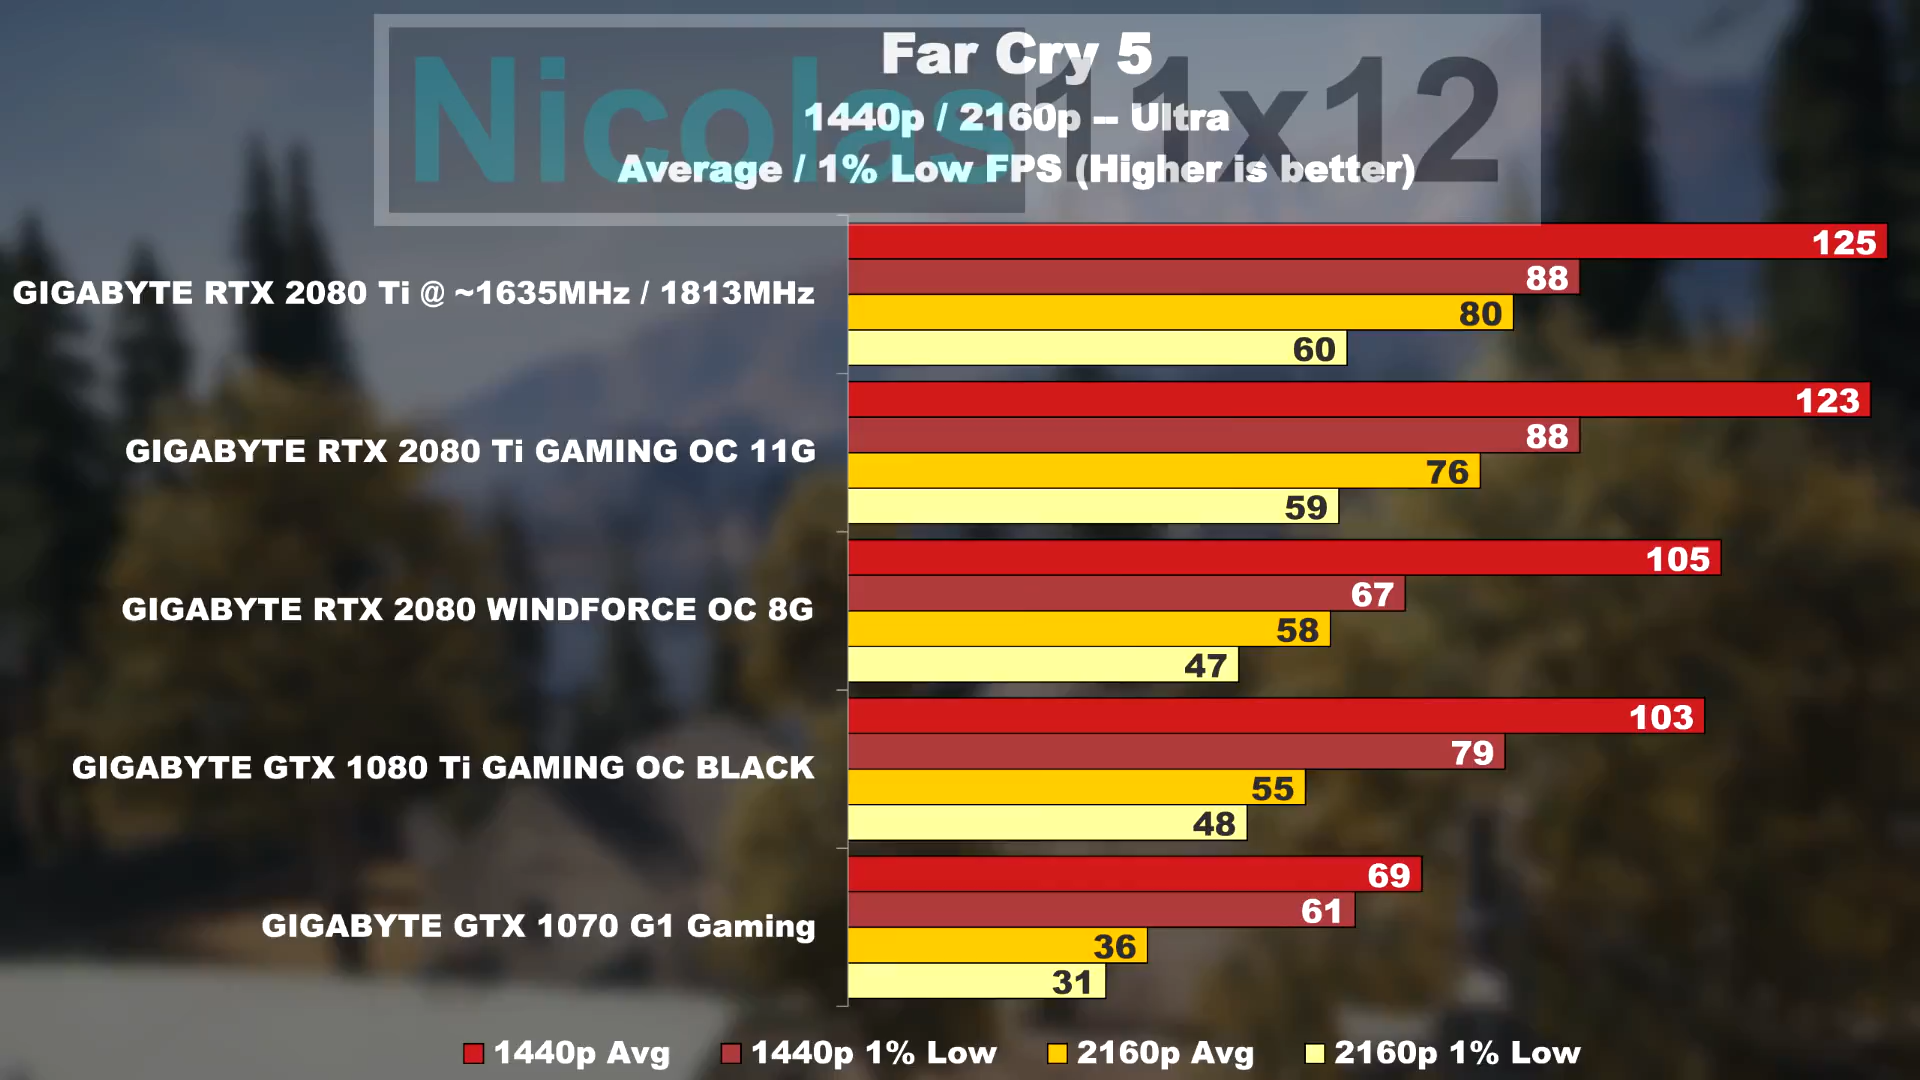 Nicolas11x12
Far Cry 5
1440p / 2160p -- Ultra
Average / 1% Low FPS (Higher is better)
GIGABYTE RTX 2080 Ti @ ~1635MHz / 1813MHz
125
88
80
60
GIGABYTE RTX 2080 Ti GAMING OC 11G
123
88
76
59
GIGABYTE RTX 2080 WINDFORCE OC 8G
105
67
58
47
GIGABYTE GTX 1080 Ti GAMING OC BLACK
103
79
55
48
GIGABYTE GTX 1070 G1 Gaming
69
61
36
31
1440p Avg 1440p 1% Low 2160p Avg 2160p 1% Low